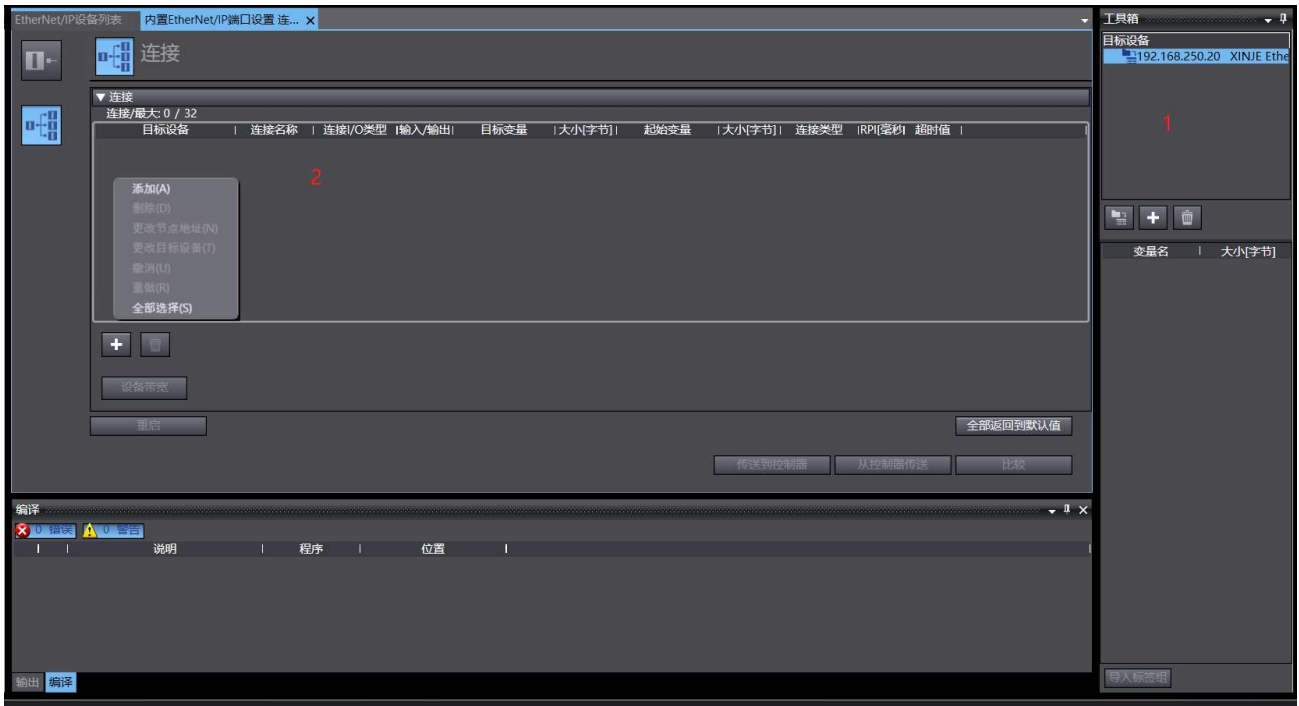 EtherNet/IP设备列表 内置EtherNet/IP端口设置 连...
工具箱
目标设备
192.168.250.20 XINJE Ethe
连接
连接
连接/最大: 0 / 32
目标设备 连接名称 连接I/O类型 输入/输出 目标变量 大小[字节] 起始变量 大小[字节] 连接类型 RPI[毫秒] 超时值
1
2
添加(A)
删除(D)
更改节点地址(N)
更改目标设备(T)
撤消(U)
重做(R)
全部选择(S)
变量名 大小[字节]
设备带宽
重启 全部返回到默认值
传送到控制器 从控制器传送 比较
编译
0 错误 0 警告
说明 程序 位置
输出 编译
导入标签组